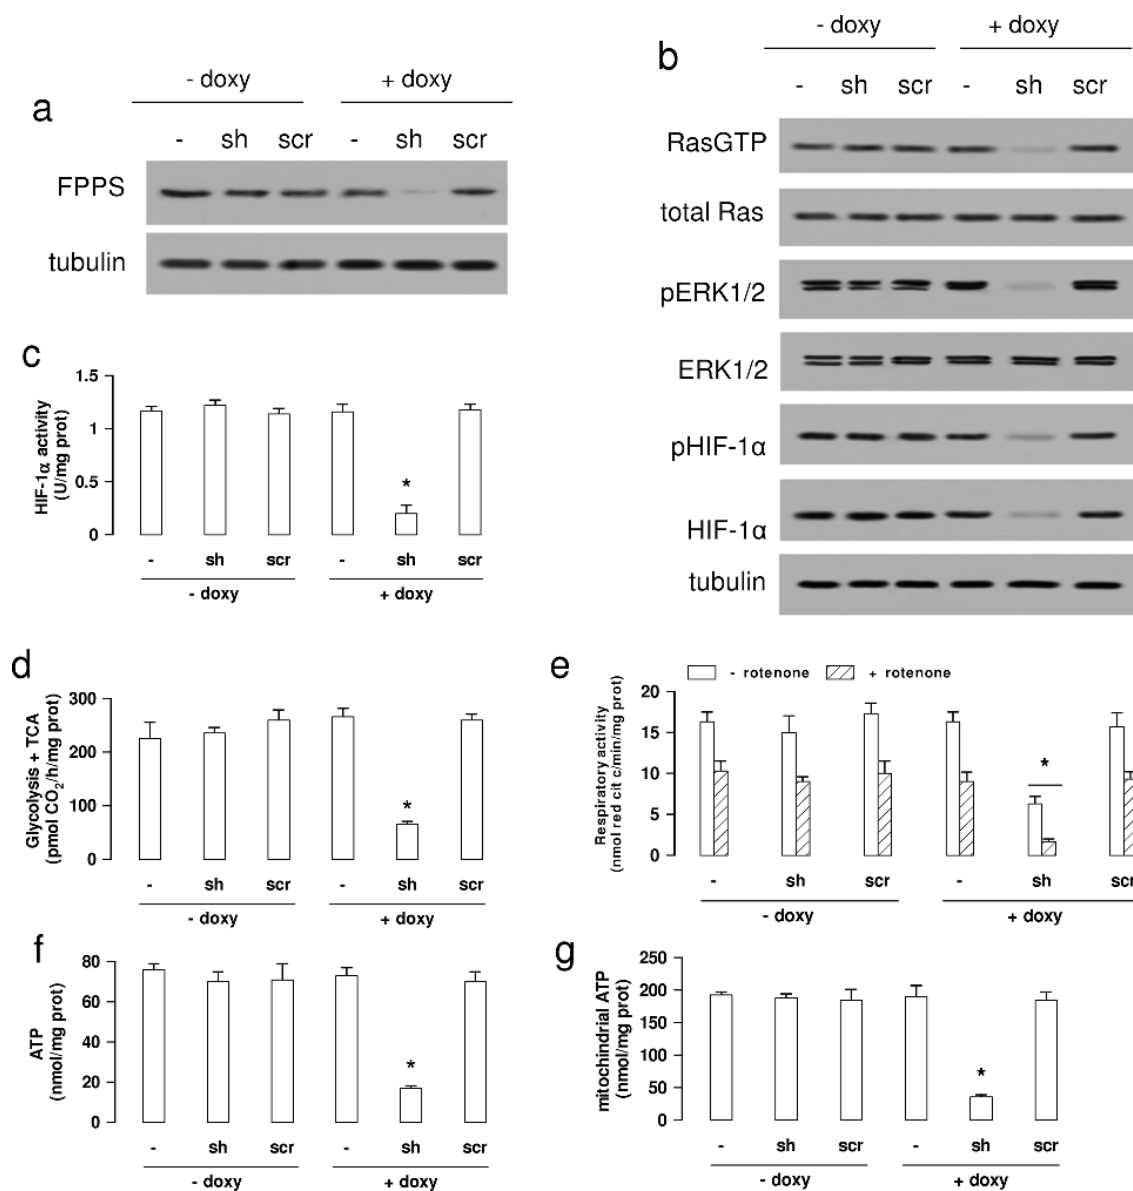 a
- doxy + doxy
- sh scr - sh scr
FPPS
tubulin
b
- doxy + doxy
- sh scr - sh scr
RasGTP
total Ras
pERK1/2
ERK1/2
pHIF-1α
HIF-1α
tubulin
c
HIF-1α activity
(U/mg prot)
1.5
1
0.5
0
*
- sh scr - sh scr
- doxy + doxy
d
Glycolysis + TCA
(pmol CO2/h/mg prot)
300
200
100
0
*
- sh scr - sh scr
- doxy + doxy
e
- rotenone + rotenone
Respiratory activity
(nmol red cit c/min/mg prot)
20
15
10
5
0
*
- sh scr - sh scr
- doxy + doxy
f
ATP
(nmol/mg prot)
80
60
40
20
0
*
- sh scr - sh scr
- doxy + doxy
g
mitochindrial ATP
(nmol/mg prot)
250
200
150
100
50
0
*
- sh scr - sh scr
- doxy + doxy